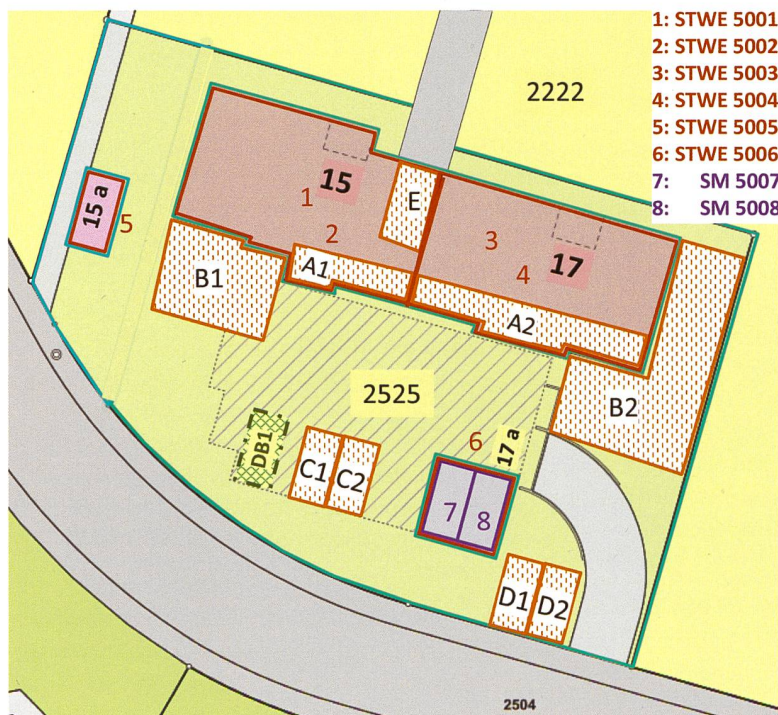 1: STWE 5001
2: STWE 5002
3: STWE 5003
4: STWE 5004
5: STWE 5005
6: STWE 5006
7: SM 5007
8: SM 5008
2222
15
1
E
15 a
5
2
3
4
17
A1
B1
A2
2525
B2
6
17 a
DB1
C1
C2
7
8
D1
D2
2504